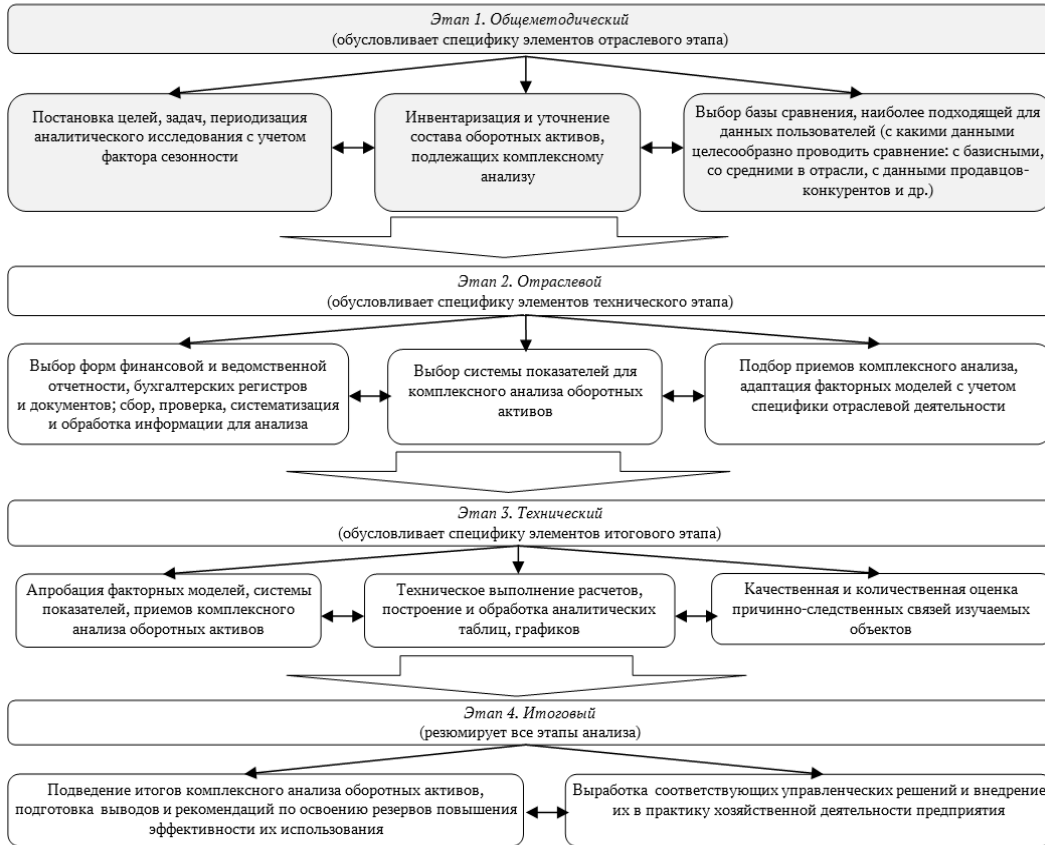 Этап 1. Общеметодический
(обусловливает специфику элементов отраслевого этапа)
Постановка целей, задач, периодизация
аналитического исследования с учетом
фактора сезонности
Инвентаризация и уточнение
состава оборотных активов,
подлежащих комплексному
анализу
Выбор базы сравнения, наиболее подходящей для
данных пользователей (с какими данными
целесообразно проводить сравнение: с базисными,
со средними в отрасли, с данными продавцов-
конкурентов и др.)
Этап 2. Отраслевой
(обусловливает специфику элементов технического этапа)
Выбор форм финансовой и ведомственной
отчетности, бухгалтерских регистров
и документов; сбор, проверка, систематизация
и обработка информации для анализа
Выбор системы показателей для
комплексного анализа оборотных
активов
Подбор приемов комплексного анализа,
адаптация факторных моделей с учетом
специфики отраслевой деятельности
Этап 3. Технический
(обусловливает специфику элементов итогового этапа)
Апробация факторных моделей, системы
показателей, приемов комплексного
анализа оборотных активов
Техническое выполнение расчетов,
построение и обработка аналитических
таблиц, графиков
Качественная и количественная оценка
причинно-следственных связей изучаемых
объектов
Этап 4. Итоговый
(резюмирует все этапы анализа)
Подведение итогов комплексного анализа оборотных активов,
подготовка выводов и рекомендаций по освоению резервов повышения
эффективности их использования
Выработка соответствующих управленческих решений и внедрение
их в практику хозяйственной деятельности предприятия